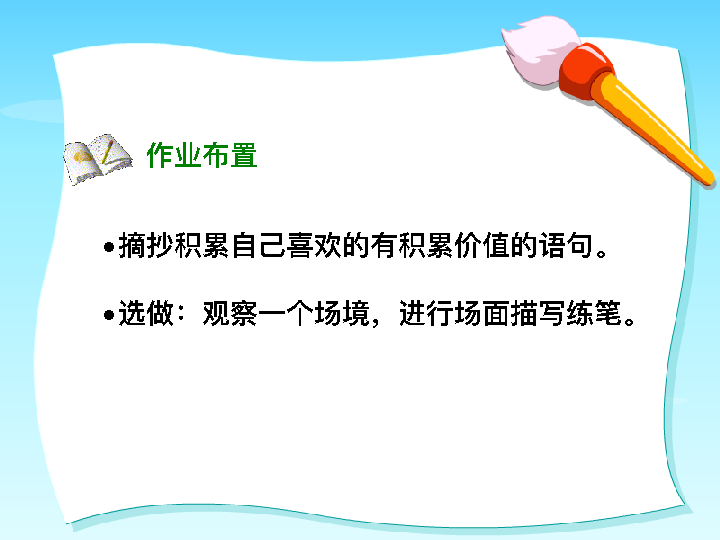 作业布置
•摘抄积累自己喜欢的有积累价值的语句。
•选做：观察一个场境，进行场面描写练笔。